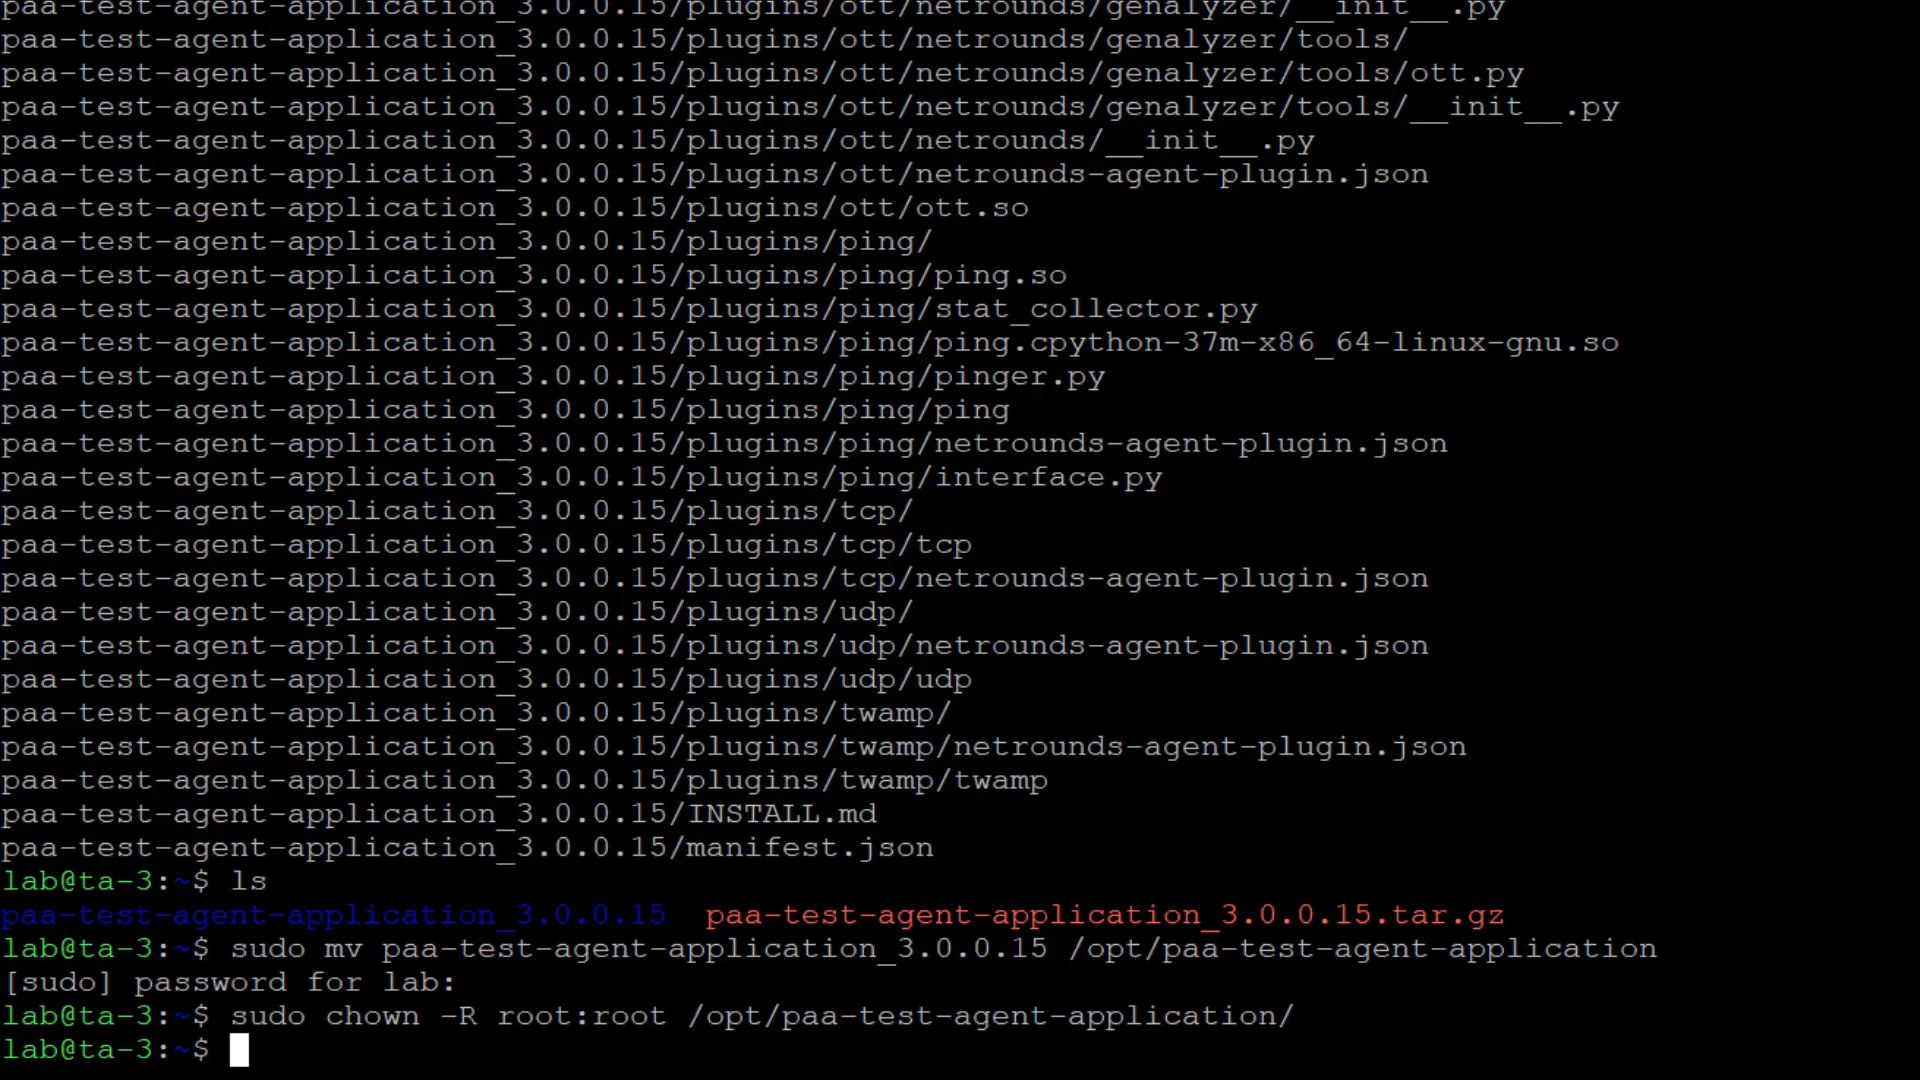 paa-test-agent-application_3.0.0.15/plugins/ott/netrounds/genalyzer/__init__.py
paa-test-agent-application_3.0.0.15/plugins/ott/netrounds/genalyzer/tools/
paa-test-agent-application_3.0.0.15/plugins/ott/netrounds/genalyzer/tools/ott.py
paa-test-agent-application_3.0.0.15/plugins/ott/netrounds/genalyzer/tools/__init__.py
paa-test-agent-application_3.0.0.15/plugins/ott/netrounds/__init__.py
paa-test-agent-application_3.0.0.15/plugins/ott/netrounds-agent-plugin.json
paa-test-agent-application_3.0.0.15/plugins/ott/ott.so
paa-test-agent-application_3.0.0.15/plugins/ping/
paa-test-agent-application_3.0.0.15/plugins/ping/ping.so
paa-test-agent-application_3.0.0.15/plugins/ping/stat_collector.py
paa-test-agent-application_3.0.0.15/plugins/ping/ping.cpython-37m-x86_64-linux-gnu.so
paa-test-agent-application_3.0.0.15/plugins/ping/pinger.py
paa-test-agent-application_3.0.0.15/plugins/ping/ping
paa-test-agent-application_3.0.0.15/plugins/ping/netrounds-agent-plugin.json
paa-test-agent-application_3.0.0.15/plugins/ping/interface.py
paa-test-agent-application_3.0.0.15/plugins/tcp/
paa-test-agent-application_3.0.0.15/plugins/tcp/tcp
paa-test-agent-application_3.0.0.15/plugins/tcp/netrounds-agent-plugin.json
paa-test-agent-application_3.0.0.15/plugins/udp/
paa-test-agent-application_3.0.0.15/plugins/udp/netrounds-agent-plugin.json
paa-test-agent-application_3.0.0.15/plugins/udp/udp
paa-test-agent-application_3.0.0.15/plugins/twamp/
paa-test-agent-application_3.0.0.15/plugins/twamp/netrounds-agent-plugin.json
paa-test-agent-application_3.0.0.15/plugins/twamp/twamp
paa-test-agent-application_3.0.0.15/INSTALL.md
paa-test-agent-application_3.0.0.15/manifest.json
lab@ta-3:~$ ls
paa-test-agent-application_3.0.0.15  paa-test-agent-application_3.0.0.15.tar.gz
lab@ta-3:~$ sudo mv paa-test-agent-application_3.0.0.15 /opt/paa-test-agent-application
[sudo] password for lab:
lab@ta-3:~$ sudo chown -R root:root /opt/paa-test-agent-application/
lab@ta-3:~$